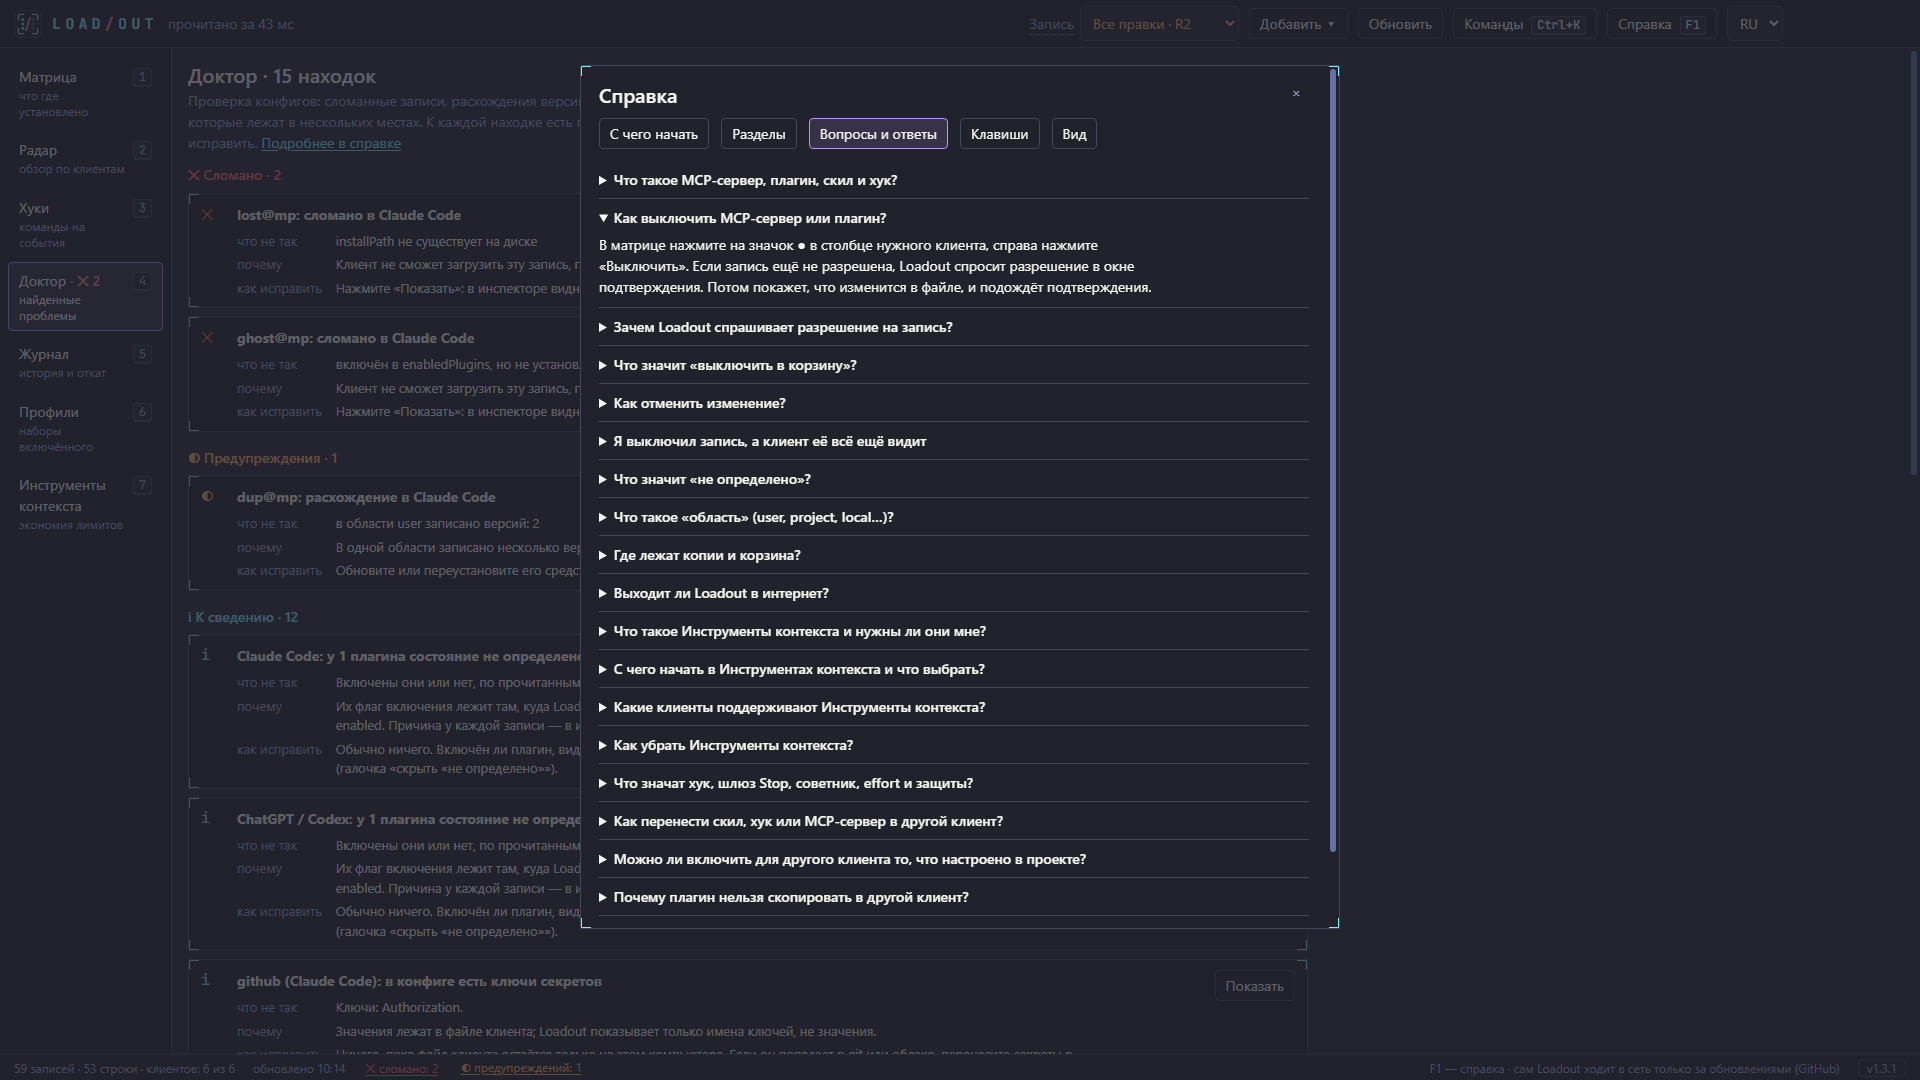 LOAD/OUT прочитано за 43 мс
Запись Все правки · R2 Добавить ▾ Обновить Команды Ctrl+K Справка F1 RU
Матрица 1
что где
установлено
Радар 2
обзор по клиентам
Хуки 3
команды на
события
Доктор · ✕ 2 4
найденные
проблемы
Журнал 5
история и откат
Профили 6
наборы
включённого
Инструменты 7
контекста
экономия лимитов
Доктор · 15 находок
Проверка конфигов: сломанные записи, расхождения
которые лежат в нескольких местах. К каждой находке есть
исправить. Подробнее в справке
✕ Сломано · 2
lost@mp: сломано в Claude Code
что не так installPath не существует на диске
почему Клиент не сможет загрузить эту запись,
как исправить Нажмите «Показать»: в инспекторе
ghost@mp: сломано в Claude Code
что не так включён в enabledPlugins, но не
почему Клиент не сможет загрузить эту запись,
как исправить Нажмите «Показать»: в инспекторе
◐ Предупреждения · 1
dup@mp: расхождение в Claude Code
что не так в области user записано версий: 2
почему В одной области записано несколько
как исправить Обновите или переустановите его
i К сведению · 12
Claude Code: у 1 плагина состояние не
что не так Включены они или нет, по прочитанным
почему Их флаг включения лежит там, куда
enabled. Причина у каждой записи — в
как исправить Обычно ничего. Включён ли плагин,
(галочка «скрыть «не определено»»).
ChatGPT / Codex: у 1 плагина состояние не
что не так Включены они или нет, по прочитанным
почему Их флаг включения лежит там, куда
enabled. Причина у каждой записи — в
как исправить Обычно ничего. Включён ли плагин,
(галочка «скрыть «не определено»»).
github (Claude Code): в конфиге есть ключи секретов
Показать
что не так Ключи: Authorization.
почему Значения лежат в файле клиента; Loadout показывает только имена ключей, не значения.
Справка ×
С чего начать Разделы Вопросы и ответы Клавиши Вид
▶ Что такое MCP-сервер, плагин, скил и хук?
▼ Как выключить MCP-сервер или плагин?
В матрице нажмите на значок ● в столбце нужного клиента, справа нажмите
«Выключить». Если запись ещё не разрешена, Loadout спросит разрешение в окне
подтверждения. Потом покажет, что изменится в файле, и подождёт подтверждения.
▶ Зачем Loadout спрашивает разрешение на запись?
▶ Что значит «выключить в корзину»?
▶ Как отменить изменение?
▶ Я выключил запись, а клиент её всё ещё видит
▶ Что значит «не определено»?
▶ Что такое «область» (user, project, local…)?
▶ Где лежат копии и корзина?
▶ Выходит ли Loadout в интернет?
▶ Что такое Инструменты контекста и нужны ли они мне?
▶ С чего начать в Инструментах контекста и что выбрать?
▶ Какие клиенты поддерживают Инструменты контекста?
▶ Как убрать Инструменты контекста?
▶ Что значат хук, шлюз Stop, советник, effort и защиты?
▶ Как перенести скил, хук или MCP-сервер в другой клиент?
▶ Можно ли включить для другого клиента то, что настроено в проекте?
▶ Почему плагин нельзя скопировать в другой клиент?
59 записей · 53 строки · клиентов: 6 из 6 обновлено 10:14 ✕ сломано: 2 ◐ предупреждений: 1
F1 — справка · сам Loadout ходит в сеть только за обновлениями (GitHub) v1.3.1